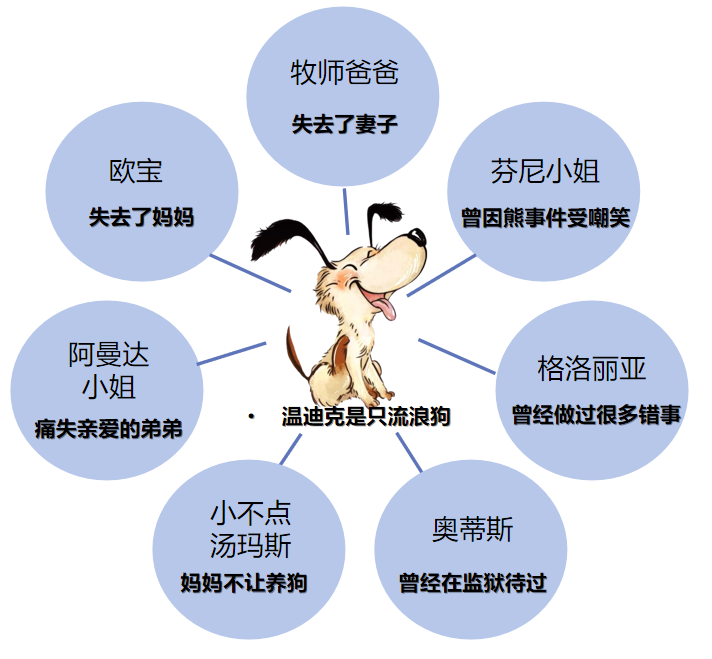 牧师爸爸
失去了妻子
欧宝
失去了妈妈
芬尼小姐
曾因熊事件受嘲笑
阿曼达
小姐
痛失亲爱的弟弟
格洛丽亚
曾经做过很多错事
• 温迪克是只流浪狗
小不点
汤玛斯
妈妈不让养狗
奥蒂斯
曾经在监狱待过